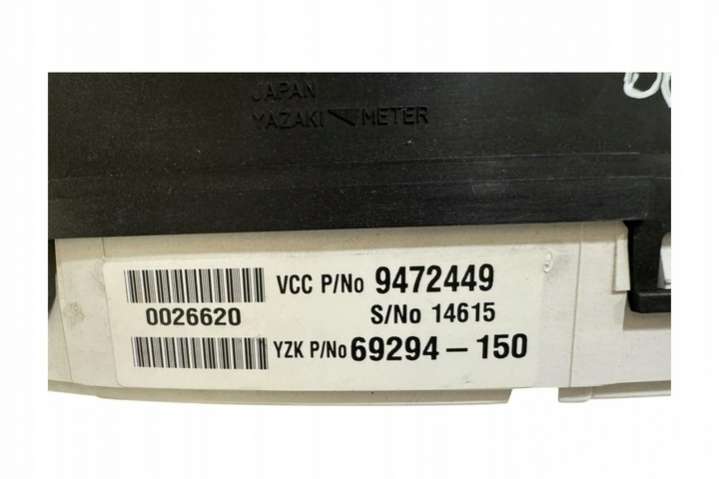 JAPAN
YAZAKI METER
VCC P/No 9472449
0026620
S/No 14615
YZK P/No 69294-150